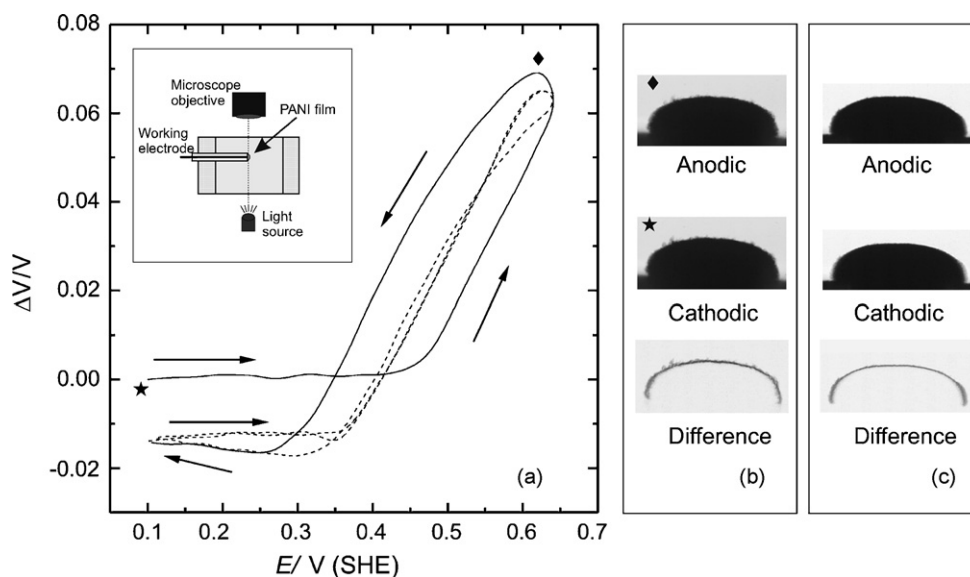 0.08
0.06
0.04
0.02
0.00
-0.02
ΔV/V
0.1 0.2 0.3 0.4 0.5 0.6 0.7
E/ V (SHE)
Microscope
objective
PANI film
Working
electrode
Light
source
(a)
Anodic
Cathodic
Difference
(b)
Anodic
Cathodic
Difference
(c)